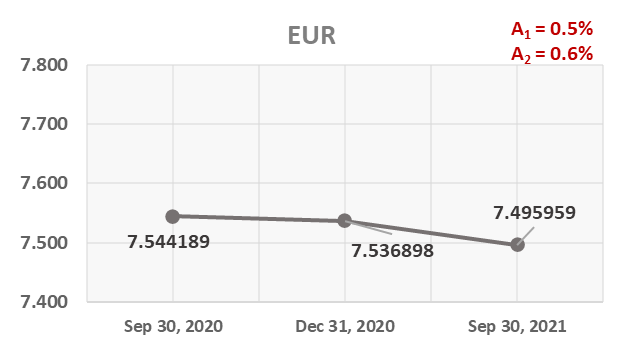 EUR
A1 = 0.5%
A2 = 0.6%
7.800
7.700
7.600
7.500
7.400
7.544189
7.536898
7.495959
Sep 30, 2020
Dec 31, 2020
Sep 30, 2021